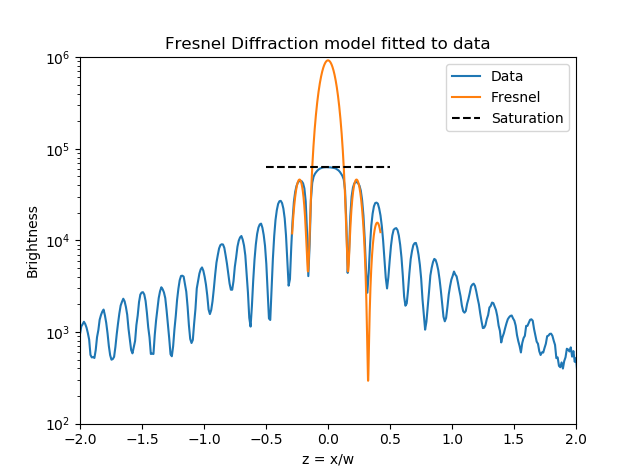 Fresnel Diffraction model fitted to data
Data
Fresnel
Saturation
10^6
10^5
10^4
10^3
10^2
Brightness
-2.0 -1.5 -1.0 -0.5 0.0 0.5 1.0 1.5 2.0
z = x/w